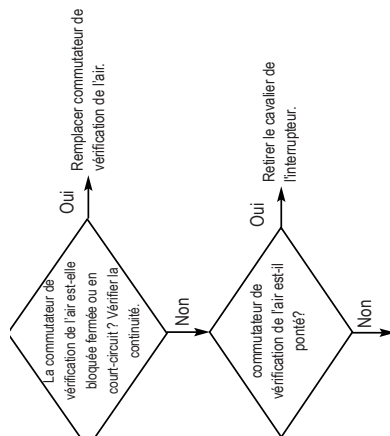 La commutateur de
vérification de l'air est-elle
bloquée fermée ou en
court-circuit ? Vérifier la
continuité.
Oui
Remplacer commutateur de
vérification de l'air.
Non
commutateur de
vérification de l'air est-il
ponté?
Oui
Retirer le cavalier de
l'interrupteur.
Non